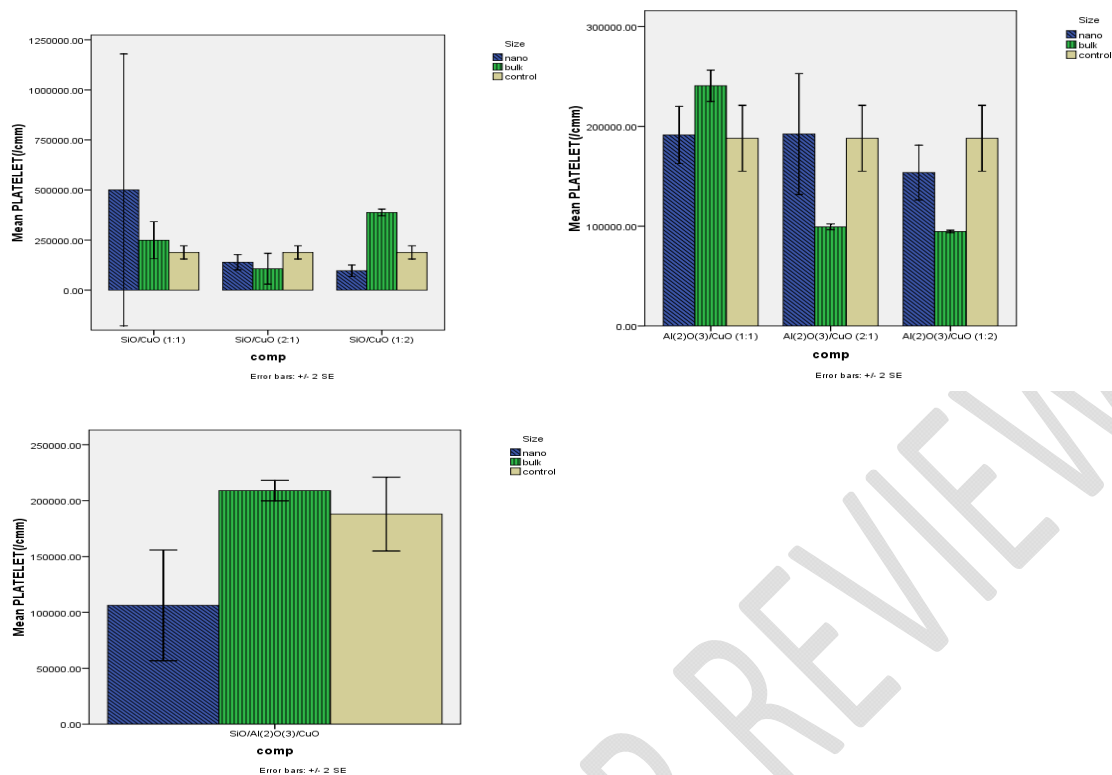 1250000.00
1000000.00
750000.00
500000.00
250000.00
0.00
Mean PLATELET(/cmm)
SiO/CuO (1:1)
SiO/CuO (2:1)
SiO/CuO (1:2)
comp
Error bars: +/- 2 SE
Size
nano
bulk
control
300000.00
200000.00
100000.00
0.00
Mean PLATELET(/cmm)
Al(2)O(3)/CuO (1:1)
Al(2)O(3)/CuO (2:1)
Al(2)O(3)/CuO (1:2)
comp
Error bars: +/- 2 SE
Size
nano
bulk
control
250000.00
200000.00
150000.00
100000.00
50000.00
0.00
Mean PLATELET(/cmm)
SiO/Al(2)O(3)/CuO
comp
Error bars: +/- 2 SE
Size
nano
bulk
control
R REVIEW